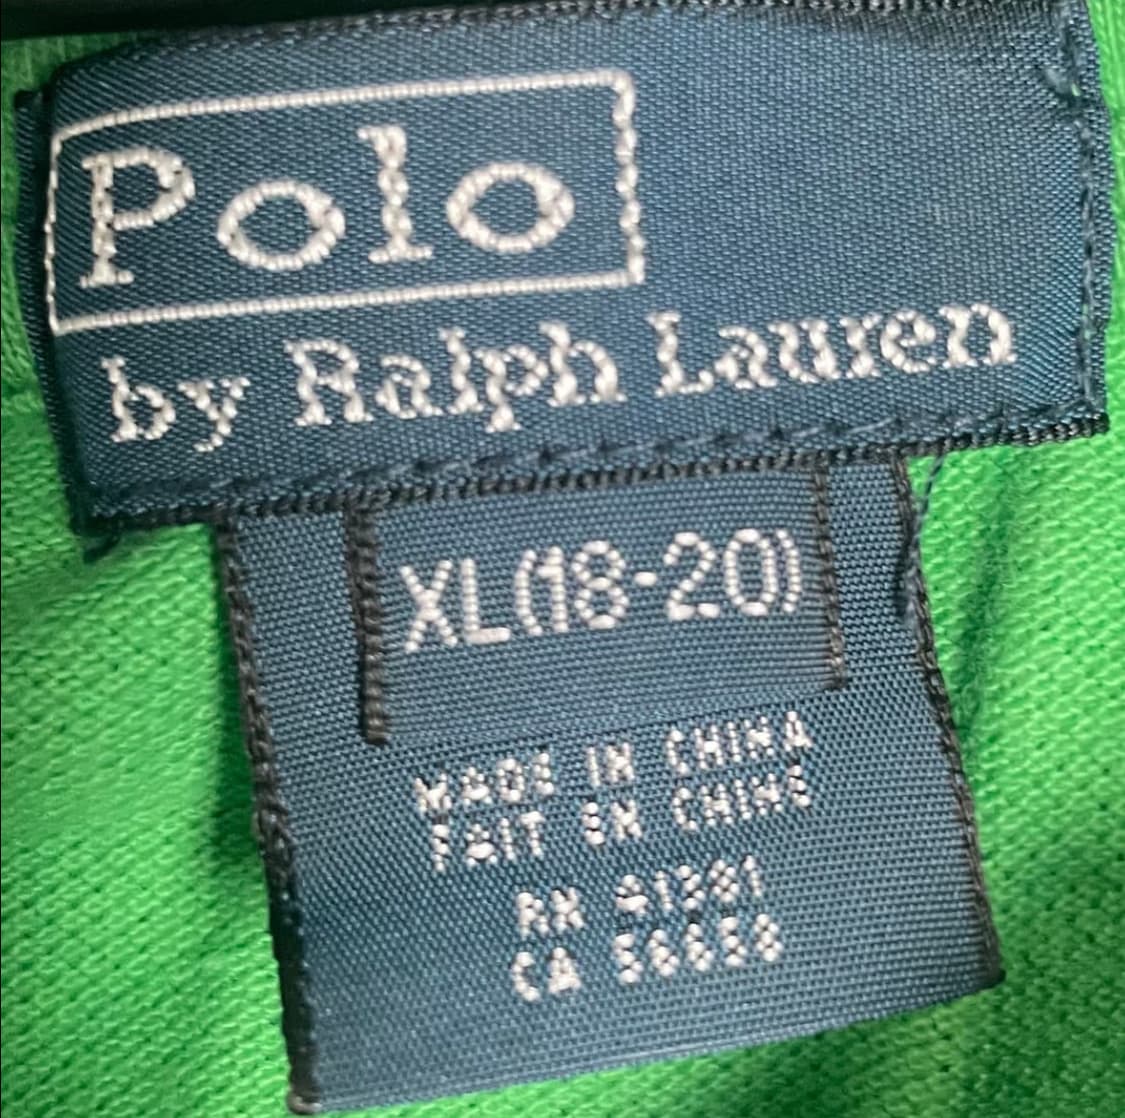 Polo
by Ralph Lauren
XL(18-20)
MADE IN CHINA
FAIT EN CHINE
RN 41381
CA 56658